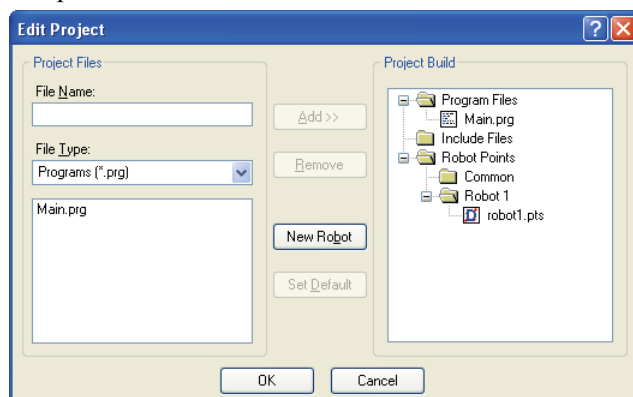 Edit Project
Project Files
File Name:
File Type:
Programs (*.prg)
Main.prg
Add >>
Remove
New Robot
Set Default
Project Build
Program Files
Main.prg
Include Files
Robot Points
Common
Robot 1
robot1.pts
OK
Cancel